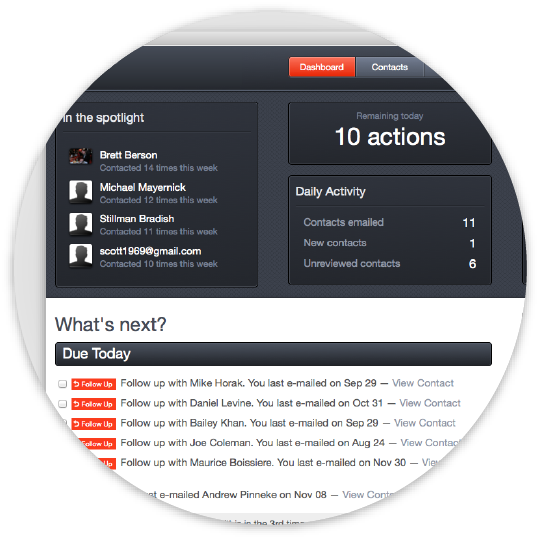 Dashboard
Contacts
In the spotlight
Brett Berson
Contacted 14 times this week
Michael Mayernick
Contacted 12 times this week
Stillman Bradish
Contacted 11 times this week
scott1969@gmail.com
Contacted 10 times this week
Remaining today
10 actions
Daily Activity
Contacts emailed 11
New contacts 1
Unreviewed contacts 6
What's next?
Due Today
Follow Up Follow up with Mike Horak. You last e-mailed on Sep 29 — View Contact
Follow Up Follow up with Daniel Levine. You last e-mailed on Oct 31 — View Contact
Follow Up Follow up with Bailey Khan. You last e-mailed on Sep 29 — View Contact
Follow Up Follow up with Joe Coleman. You last e-mailed on Aug 24 — View Contact
Follow Up Follow up with Maurice Boissiere. You last e-mailed on Nov 30 — View
last e-mailed Andrew Pinneke on Nov 08 — View
this is the 3rd time